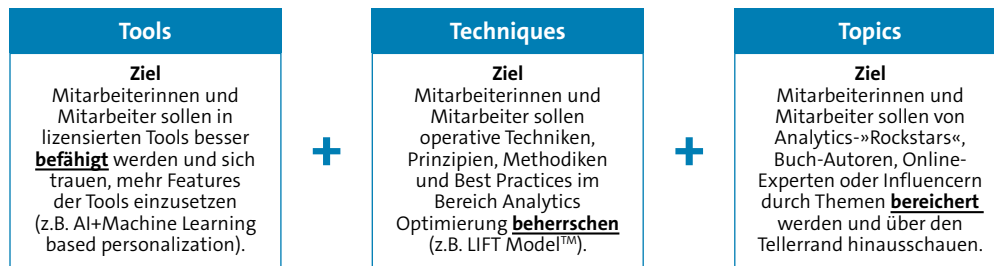 Tools
Ziel
Mitarbeiterinnen und
Mitarbeiter sollen in
lizensierten Tools besser
befähigt werden und sich
trauen, mehr Features
der Tools einzusetzen
(z.B. AI+Machine Learning
based personalization).
+
Techniques
Ziel
Mitarbeiterinnen und
Mitarbeiter sollen
operative Techniken,
Prinzipien, Methodiken
und Best Practices im
Bereich Analytics
Optimierung beherrschen
(z.B. LIFT Model™).
+
Topics
Ziel
Mitarbeiterinnen und
Mitarbeiter sollen von
Analytics-»Rockstars«,
Buch-Autoren, Online-
Experten oder Influencern
durch Themen bereichert
werden und über den
Tellerrand hinausschauen.